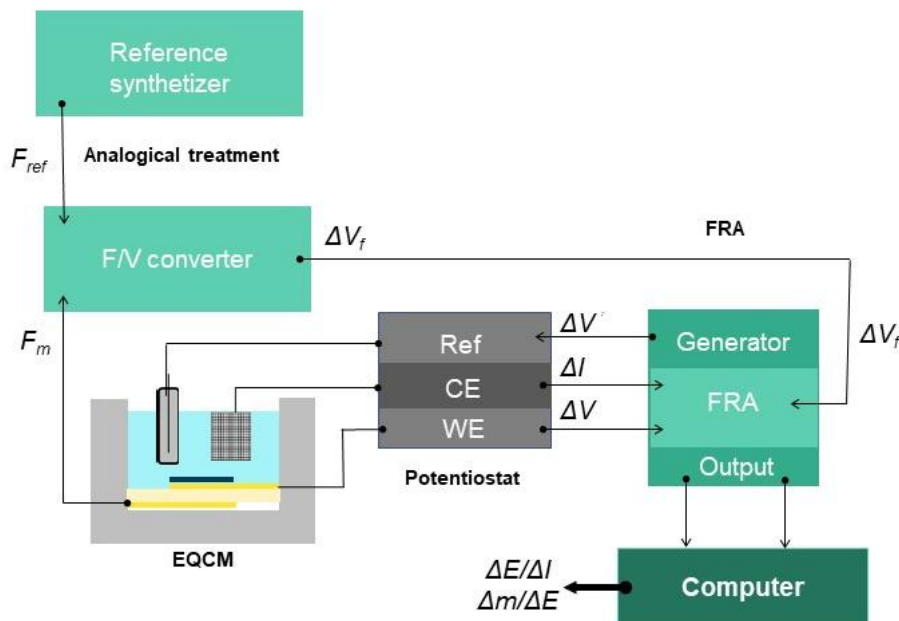 Reference
synthetizer
F_ref
Analogical treatment
F/V converter
ΔV_f
FRA
F_m
Ref
CE
WE
ΔV
ΔI
ΔV
Generator
FRA
Output
ΔV_f
Potentiostat
EQCM
ΔE/ΔI
Δm/ΔE
Computer